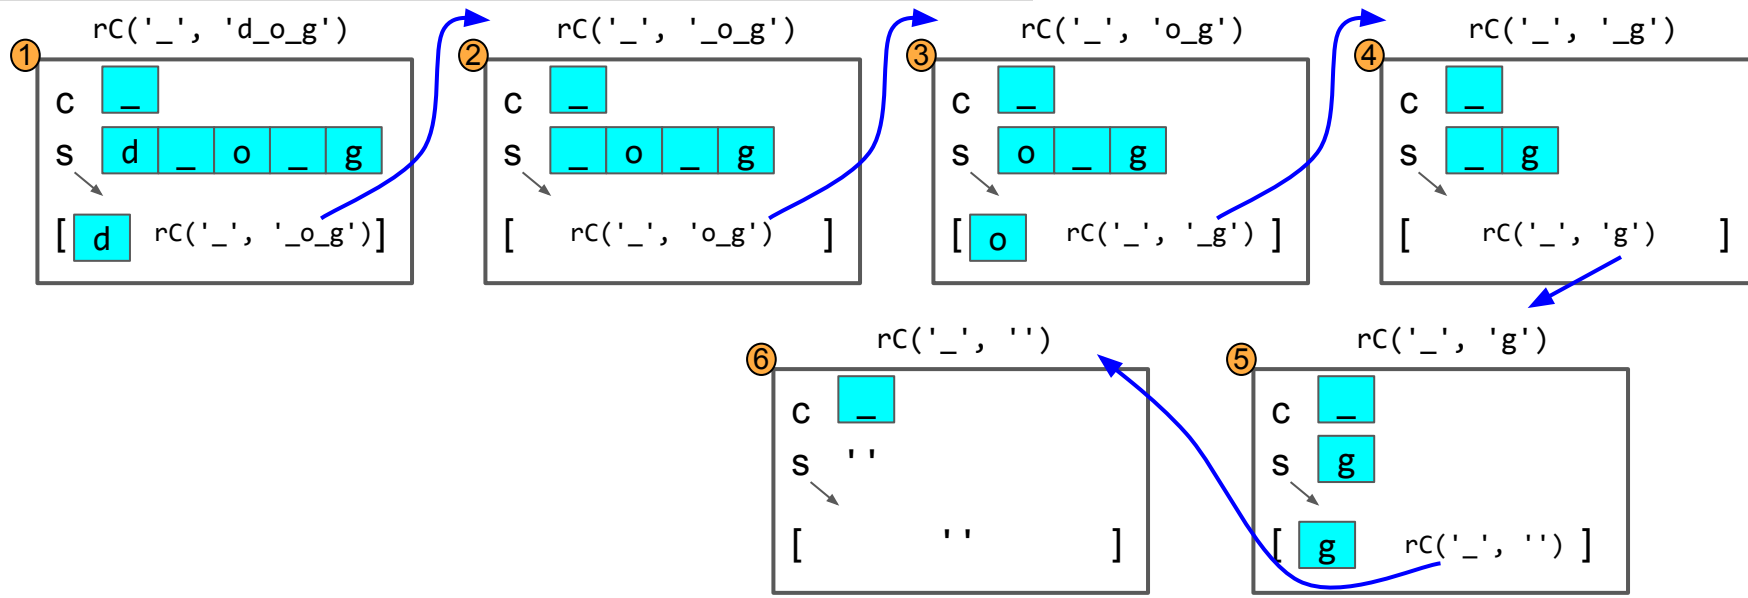 rC('_', 'd_o_g')
1
c _
s d _ o _ g
[ d rC('_', '_o_g')]
rC('_', '_o_g')
2
c _
s _ o _ g
[ rC('_', 'o_g') ]
rC('_', 'o_g')
3
c _
s o _ g
[ o rC('_', '_g') ]
rC('_', '_g')
4
c _
s _ g
[ rC('_', 'g') ]
rC('_', 'g')
5
c _
s g
[ g rC('_', '') ]
rC('_', '')
6
c _
s ''
[ '' ]